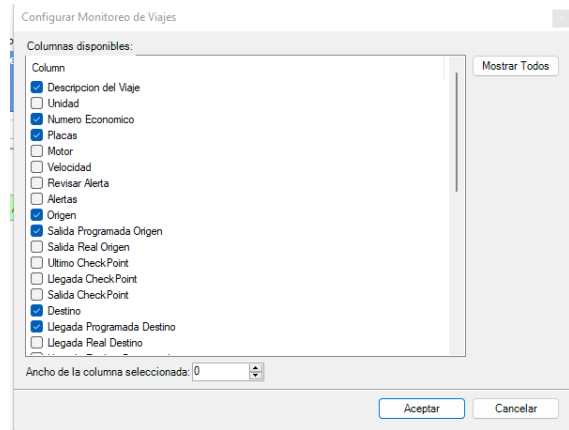 Configurar Monitoreo de Viajes
Columnas disponibles:
Column
Mostrar Todos
Descripcion del Viaje
Unidad
Numero Economico
Placas
Motor
Velocidad
Revisar Alerta
Alertas
Origen
Salida Programada Origen
Salida Real Origen
Ultimo CheckPoint
Llegada CheckPoint
Salida CheckPoint
Destino
Llegada Programada Destino
Llegada Real Destino
Ancho de la columna seleccionada: 0
Aceptar
Cancelar